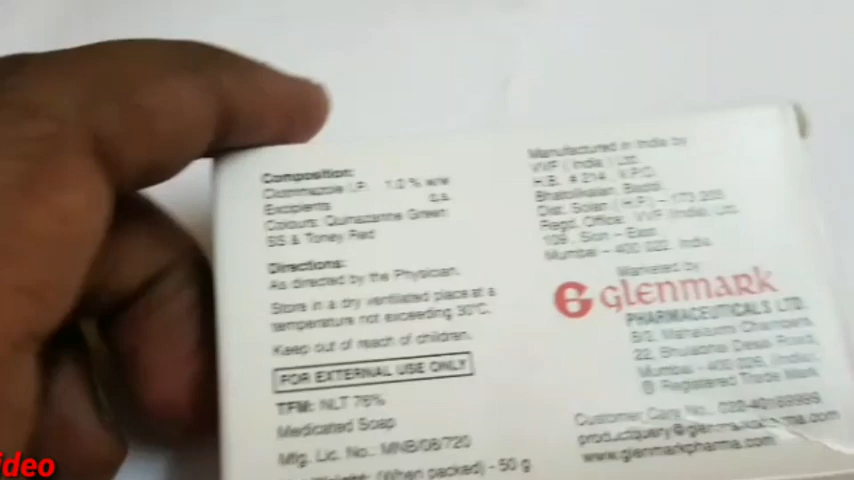 Composition:
Clotrimazole I.P. 1.0 % w/w
Excipients q.s.
Colours: Quinazarine Green
SS & Toney Red
Directions:
As directed by the Physician.
Store in a dry ventilated place at a
temperature not exceeding 30°C.
Keep out of reach of children.
FOR EXTERNAL USE ONLY
TFM: NLT 76%
Medicated Soap
Mfg. Lic. No.: MNB/08/720
(When packed) - 50 g
Manufactured in India by
VVF (India) Ltd.
H.B. # 214, V.P.O.
Bhatolikalan, Baddi,
Dist. Solan (H.P.) - 173 205
Regd. Office: VVF (India) Ltd.
109, Sion - East,
Mumbai - 400 022. India.
Marketed by
glenmark
PHARMACEUTICALS LTD.
B/2, Mahalaxmi Chambers,
22, Bhulabhai Desai Road,
Mumbai - 400 026, (India)
® Registered Trade Mark
Customer Care No.
productquery@glenmarkpharma.com
www.glenmarkpharma.com
ideo